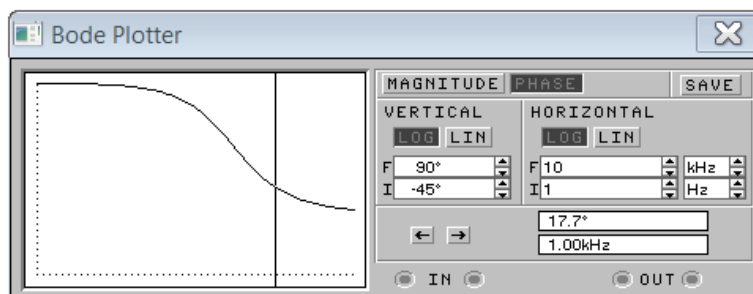 Bode Plotter
MAGNITUDE PHASE SAVE
VERTICAL HORIZONTAL
LOG LIN LOG LIN
F 90° F 10 kHz
I -45° I 1 Hz
← → 17.7°
1.00kHz
IN OUT